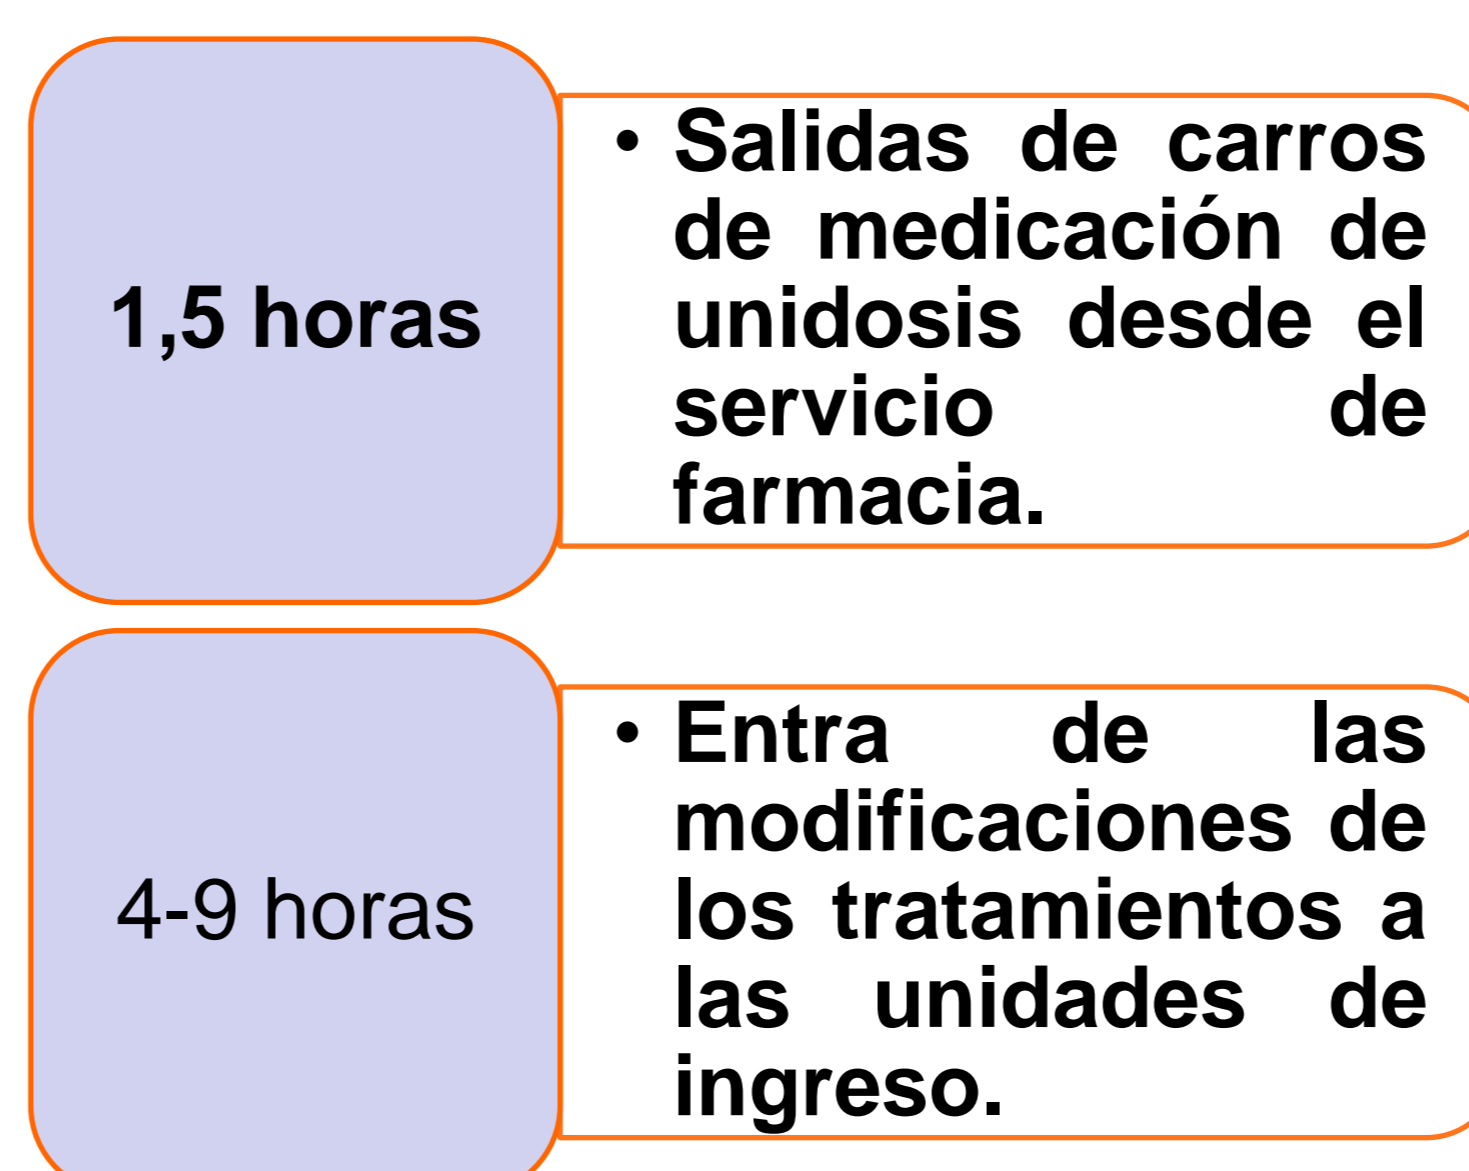 1,5 horas
• Salidas de carros
de medicación de
unidosis desde el
servicio de
farmacia.
4-9 horas
• Entra de las
modificaciones de
los tratamientos a
las unidades de
ingreso.